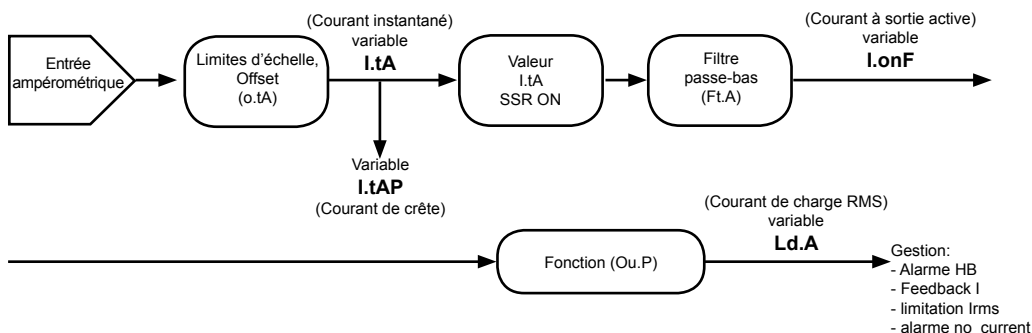 Entrée
ampérométrique
Limites d'échelle,
Offset
(o.tA)
(Courant instantané)
variable
I.tA
Variable
I.tAP
(Courant de crête)
Valeur
I.tA
SSR ON
Filtre
passe-bas
(Ft.A)
(Courant à sortie active)
variable
I.onF
Fonction (Ou.P)
(Courant de charge RMS)
variable
Ld.A
Gestion:
- Alarme HB
- Feedback I
- limitation Irms
- alarme no_current